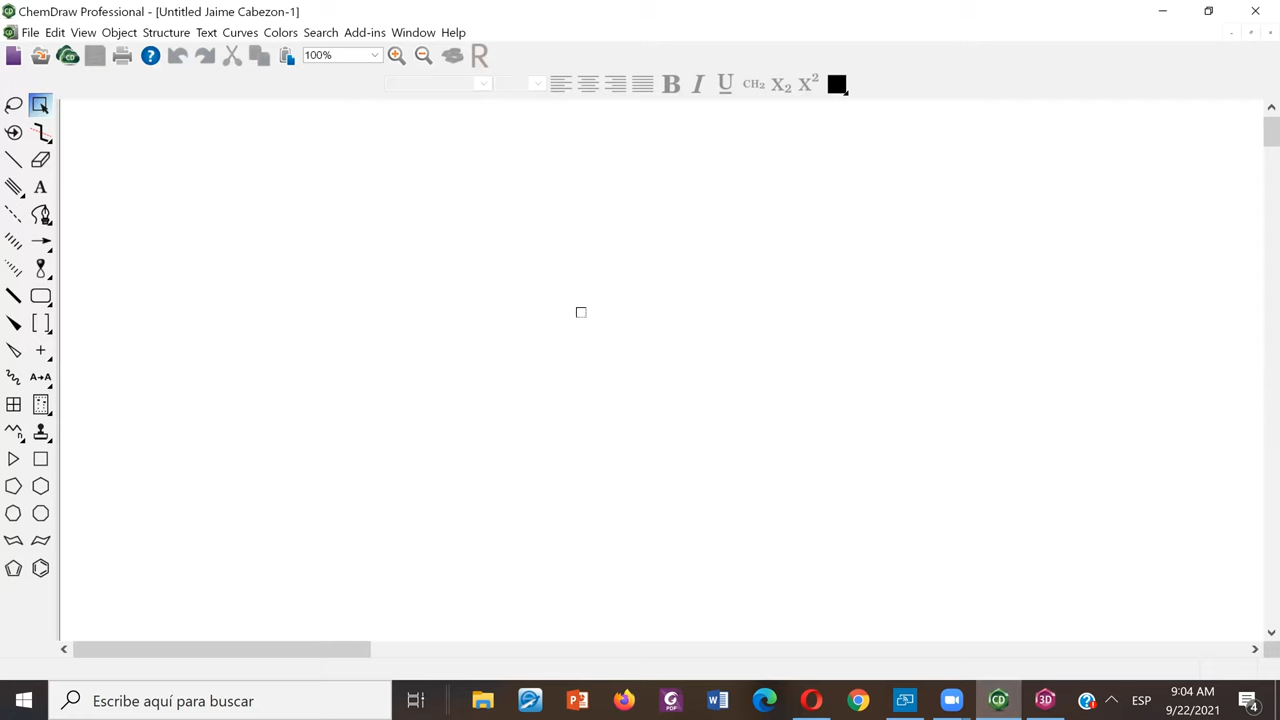 ChemDraw Professional - [Untitled Jaime Cabezon-1]
File Edit View Object Structure Text Curves Colors Search Add-ins Window Help
100% R
B I U CH2 X2 X2
A
A→A
n
Escribe aquí para buscar
ESP
9:04 AM
9/22/2021
4